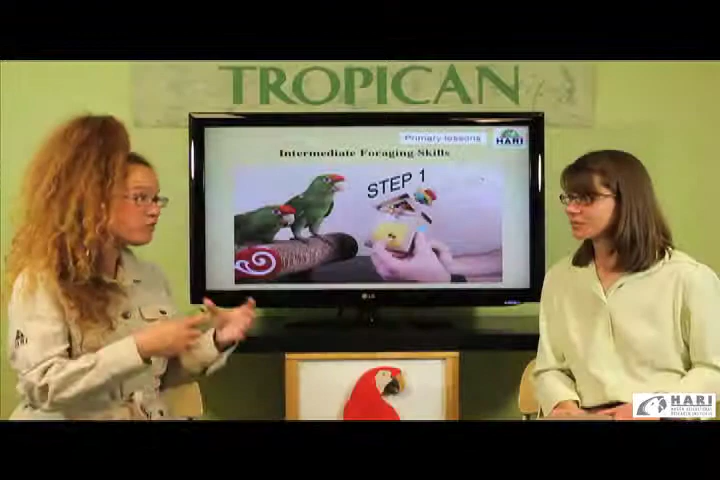 TROPICAN
Primary lessons
HARI
Intermediate Foraging Skills
STEP 1
LG
HARI